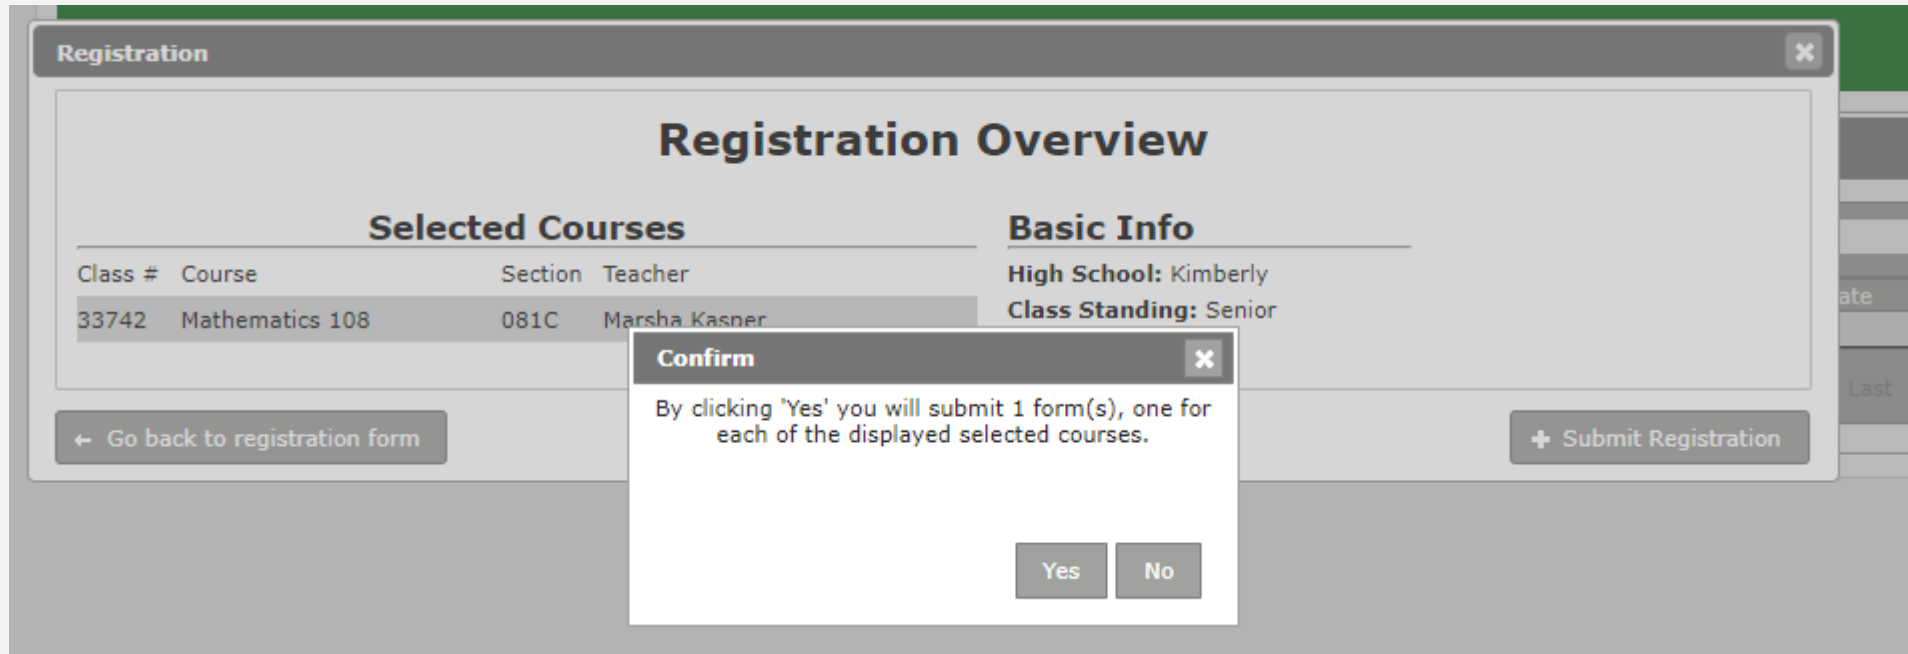 Registration
Registration Overview
Selected Courses
Class # Course Section Teacher
33742 Mathematics 108 081C Marsha Kasper
Basic Info
High School: Kimberly
Class Standing: Senior
Confirm
By clicking 'Yes' you will submit 1 form(s), one for
each of the displayed selected courses.
Yes No
← Go back to registration form
+ Submit Registration
ate
Last